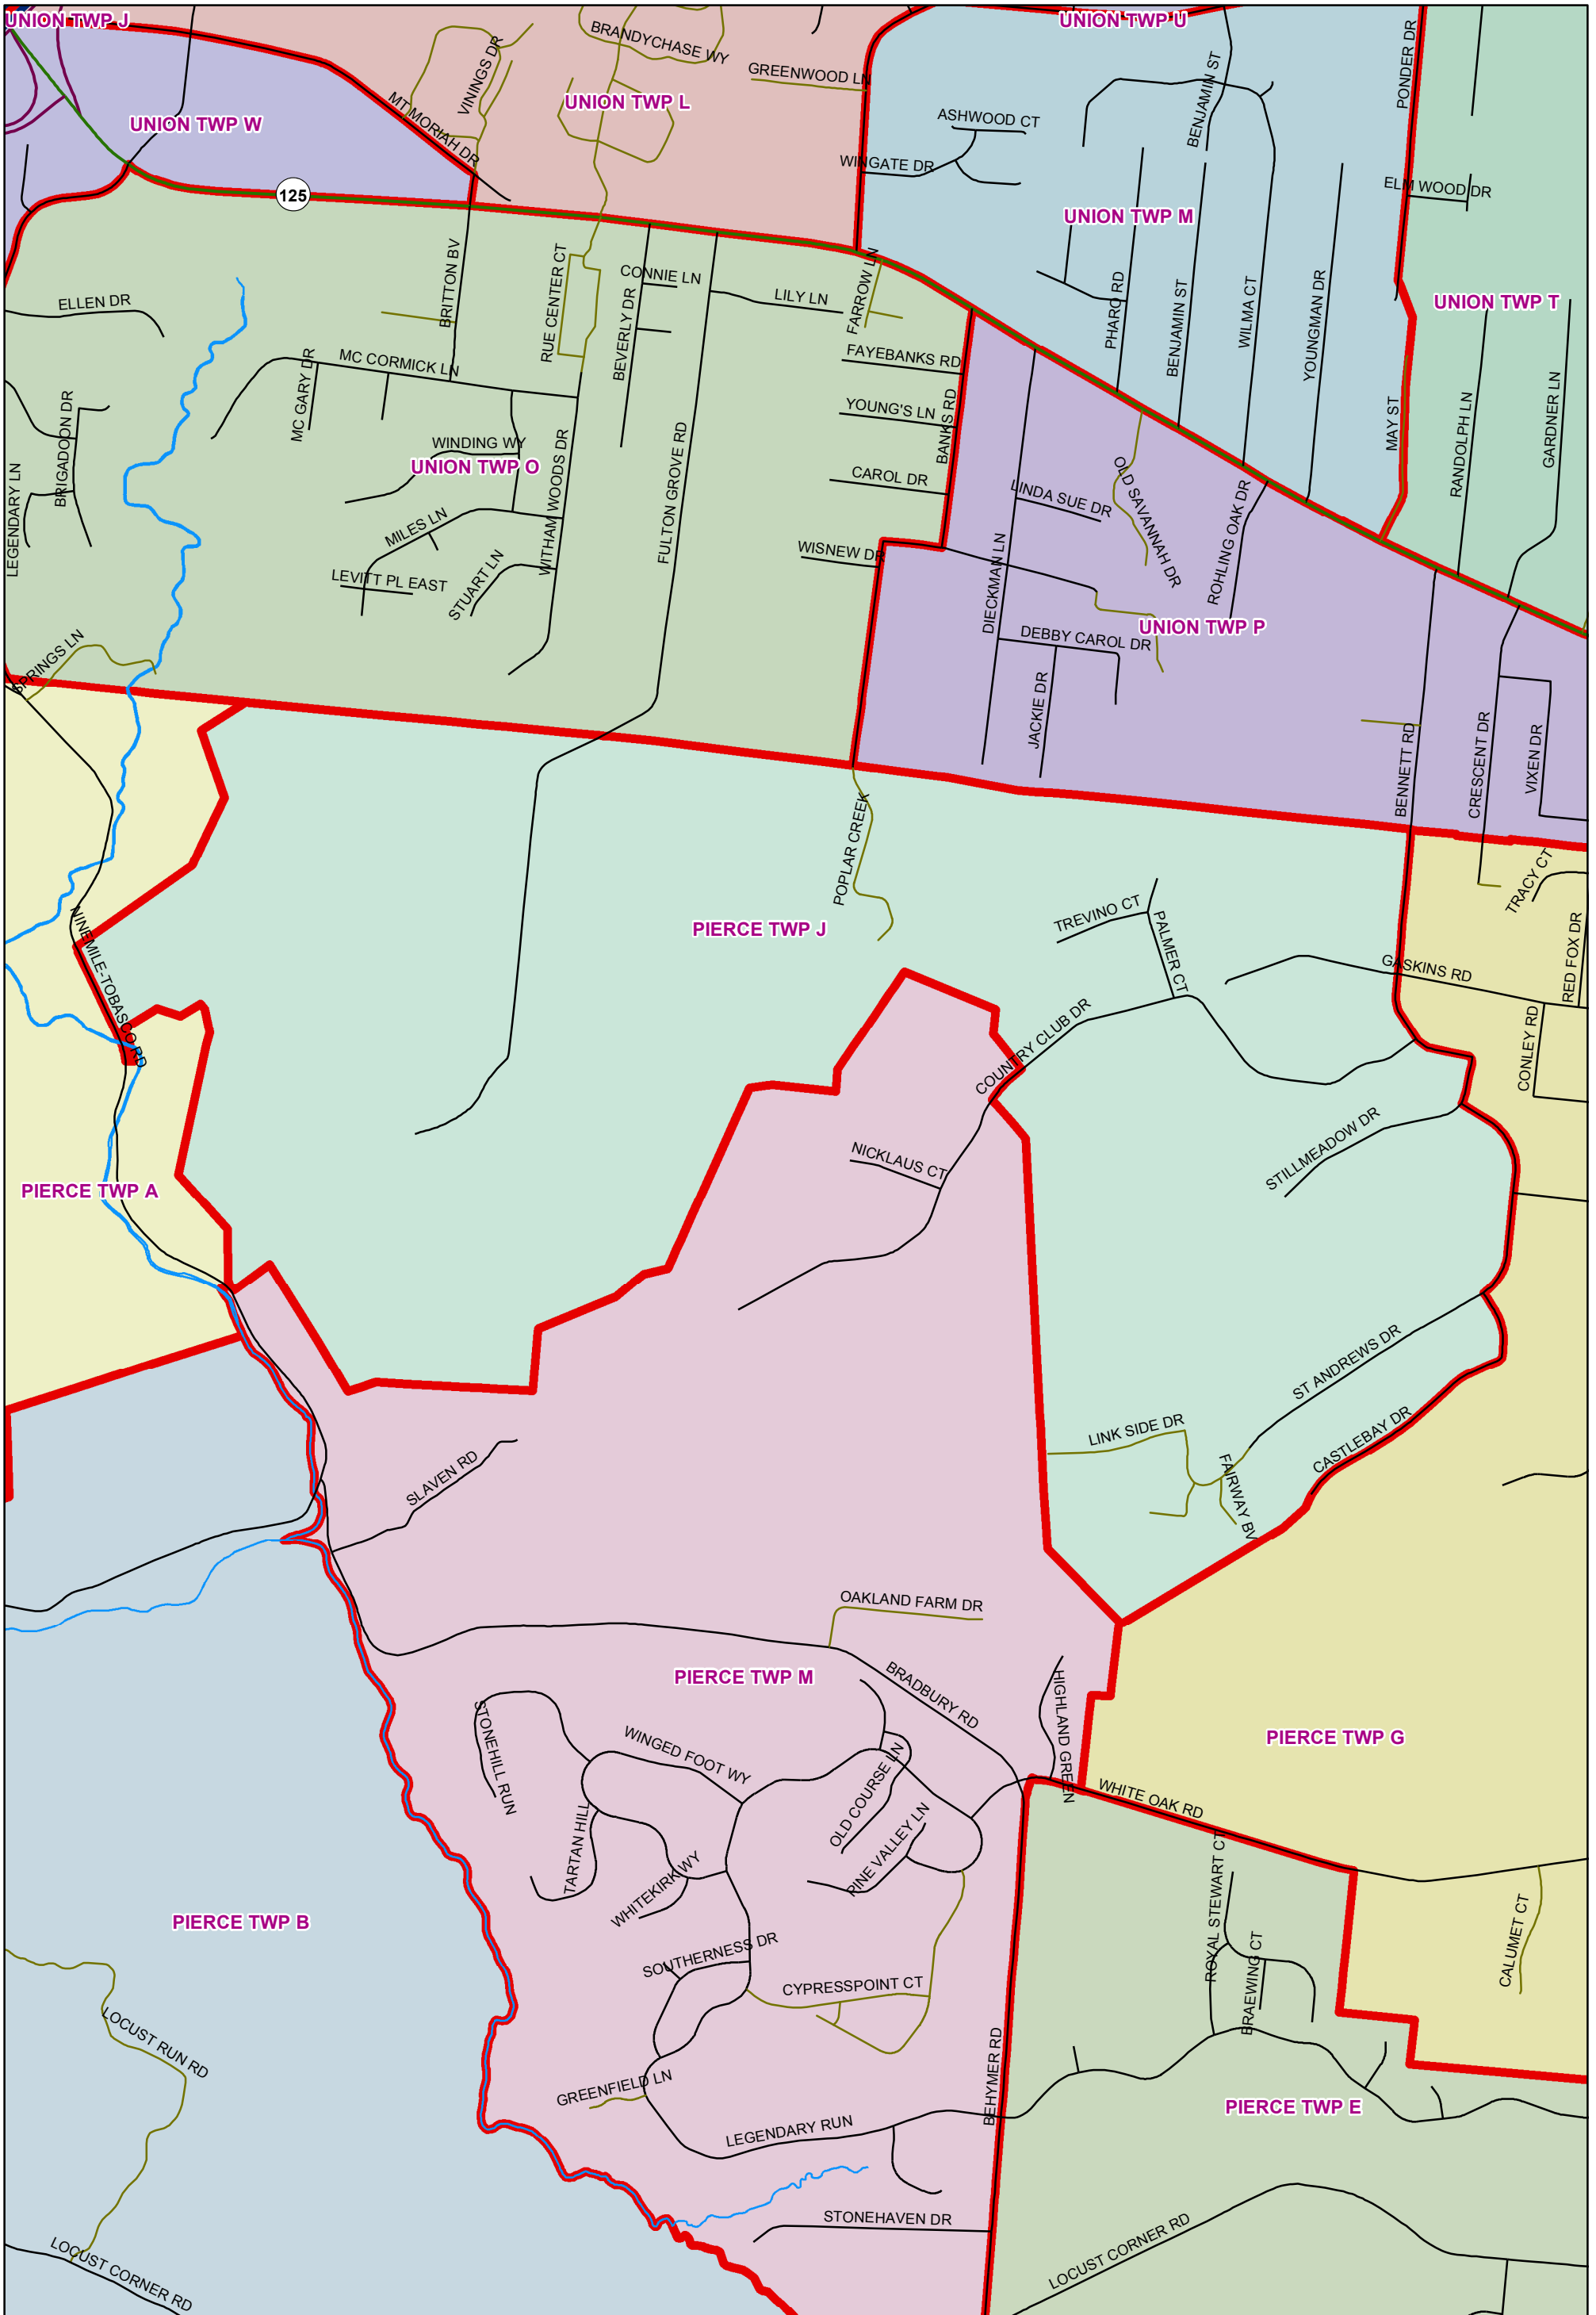 UNION TWP J
UNION TWP U
BRANDYCHASE WY
VININGS DR
GREENWOOD LN
PONDER DR
BENJAMIN ST
UNION TWP L
UNION TWP W
MT MORIAH DR
ASHWOOD CT
WINGATE DR
ELM WOOD DR
125
UNION TWP M
BRITTON BV
RUE CENTER CT
CONNIE LN
BEVERLY DR
LILY LN
FARROW LN
ELLEN DR
PHARO RD
BENJAMIN ST
WILMA CT
YOUNGMAN DR
UNION TWP T
MC GARY DR
MC CORMICK LN
FAYEBANKS RD
YOUNG'S LN
BANKS RD
MAY ST
RANDOLPH LN
GARDNER LN
BRIGADOON DR
LEGENDARY LN
WINDING WY
UNION TWP O
WITHAM WOODS DR
FULTON GROVE RD
CAROL DR
LINDA SUE DR
OLD SAVANNAH DR
ROHLING OAK DR
MILES LN
LEVITT PL EAST
STUART LN
WISNEW DR
DIECKMAN LN
UNION TWP P
DEBBY CAROL DR
JACKIE DR
SPRINGS LN
BENNETT RD
CRESCENT DR
VIXEN DR
POPLAR CREEK
TRACY CT
RED FOX DR
NINEMILE-TOBASCO RD
PIERCE TWP J
TREVINO CT
PALMER CT
GASKINS RD
CONLEY RD
COUNTRY CLUB DR
NICKLAUS CT
STILLMEADOW DR
PIERCE TWP A
ST ANDREWS DR
LINK SIDE DR
FAIRWAY BV
CASTLEBAY DR
SLAVEN RD
OAKLAND FARM DR
PIERCE TWP M
BRADBURY RD
HIGHLAND GREEN
STONEHILL RUN
WINGED FOOT WY
OLD COURSE LN
PIERCE TWP G
WHITE OAK RD
TARTAN HILL
WHITEKIRK WY
PINE VALLEY LN
ROYAL STEWART CT
BRAEWING CT
CALUMET CT
PIERCE TWP B
SOUTHERNESS DR
CYPRESSPOINT CT
LOCUST RUN RD
GREENFIELD LN
BEHYMER RD
PIERCE TWP E
LEGENDARY RUN
STONEHAVEN DR
LOCUST CORNER RD
LOCUST CORNER RD